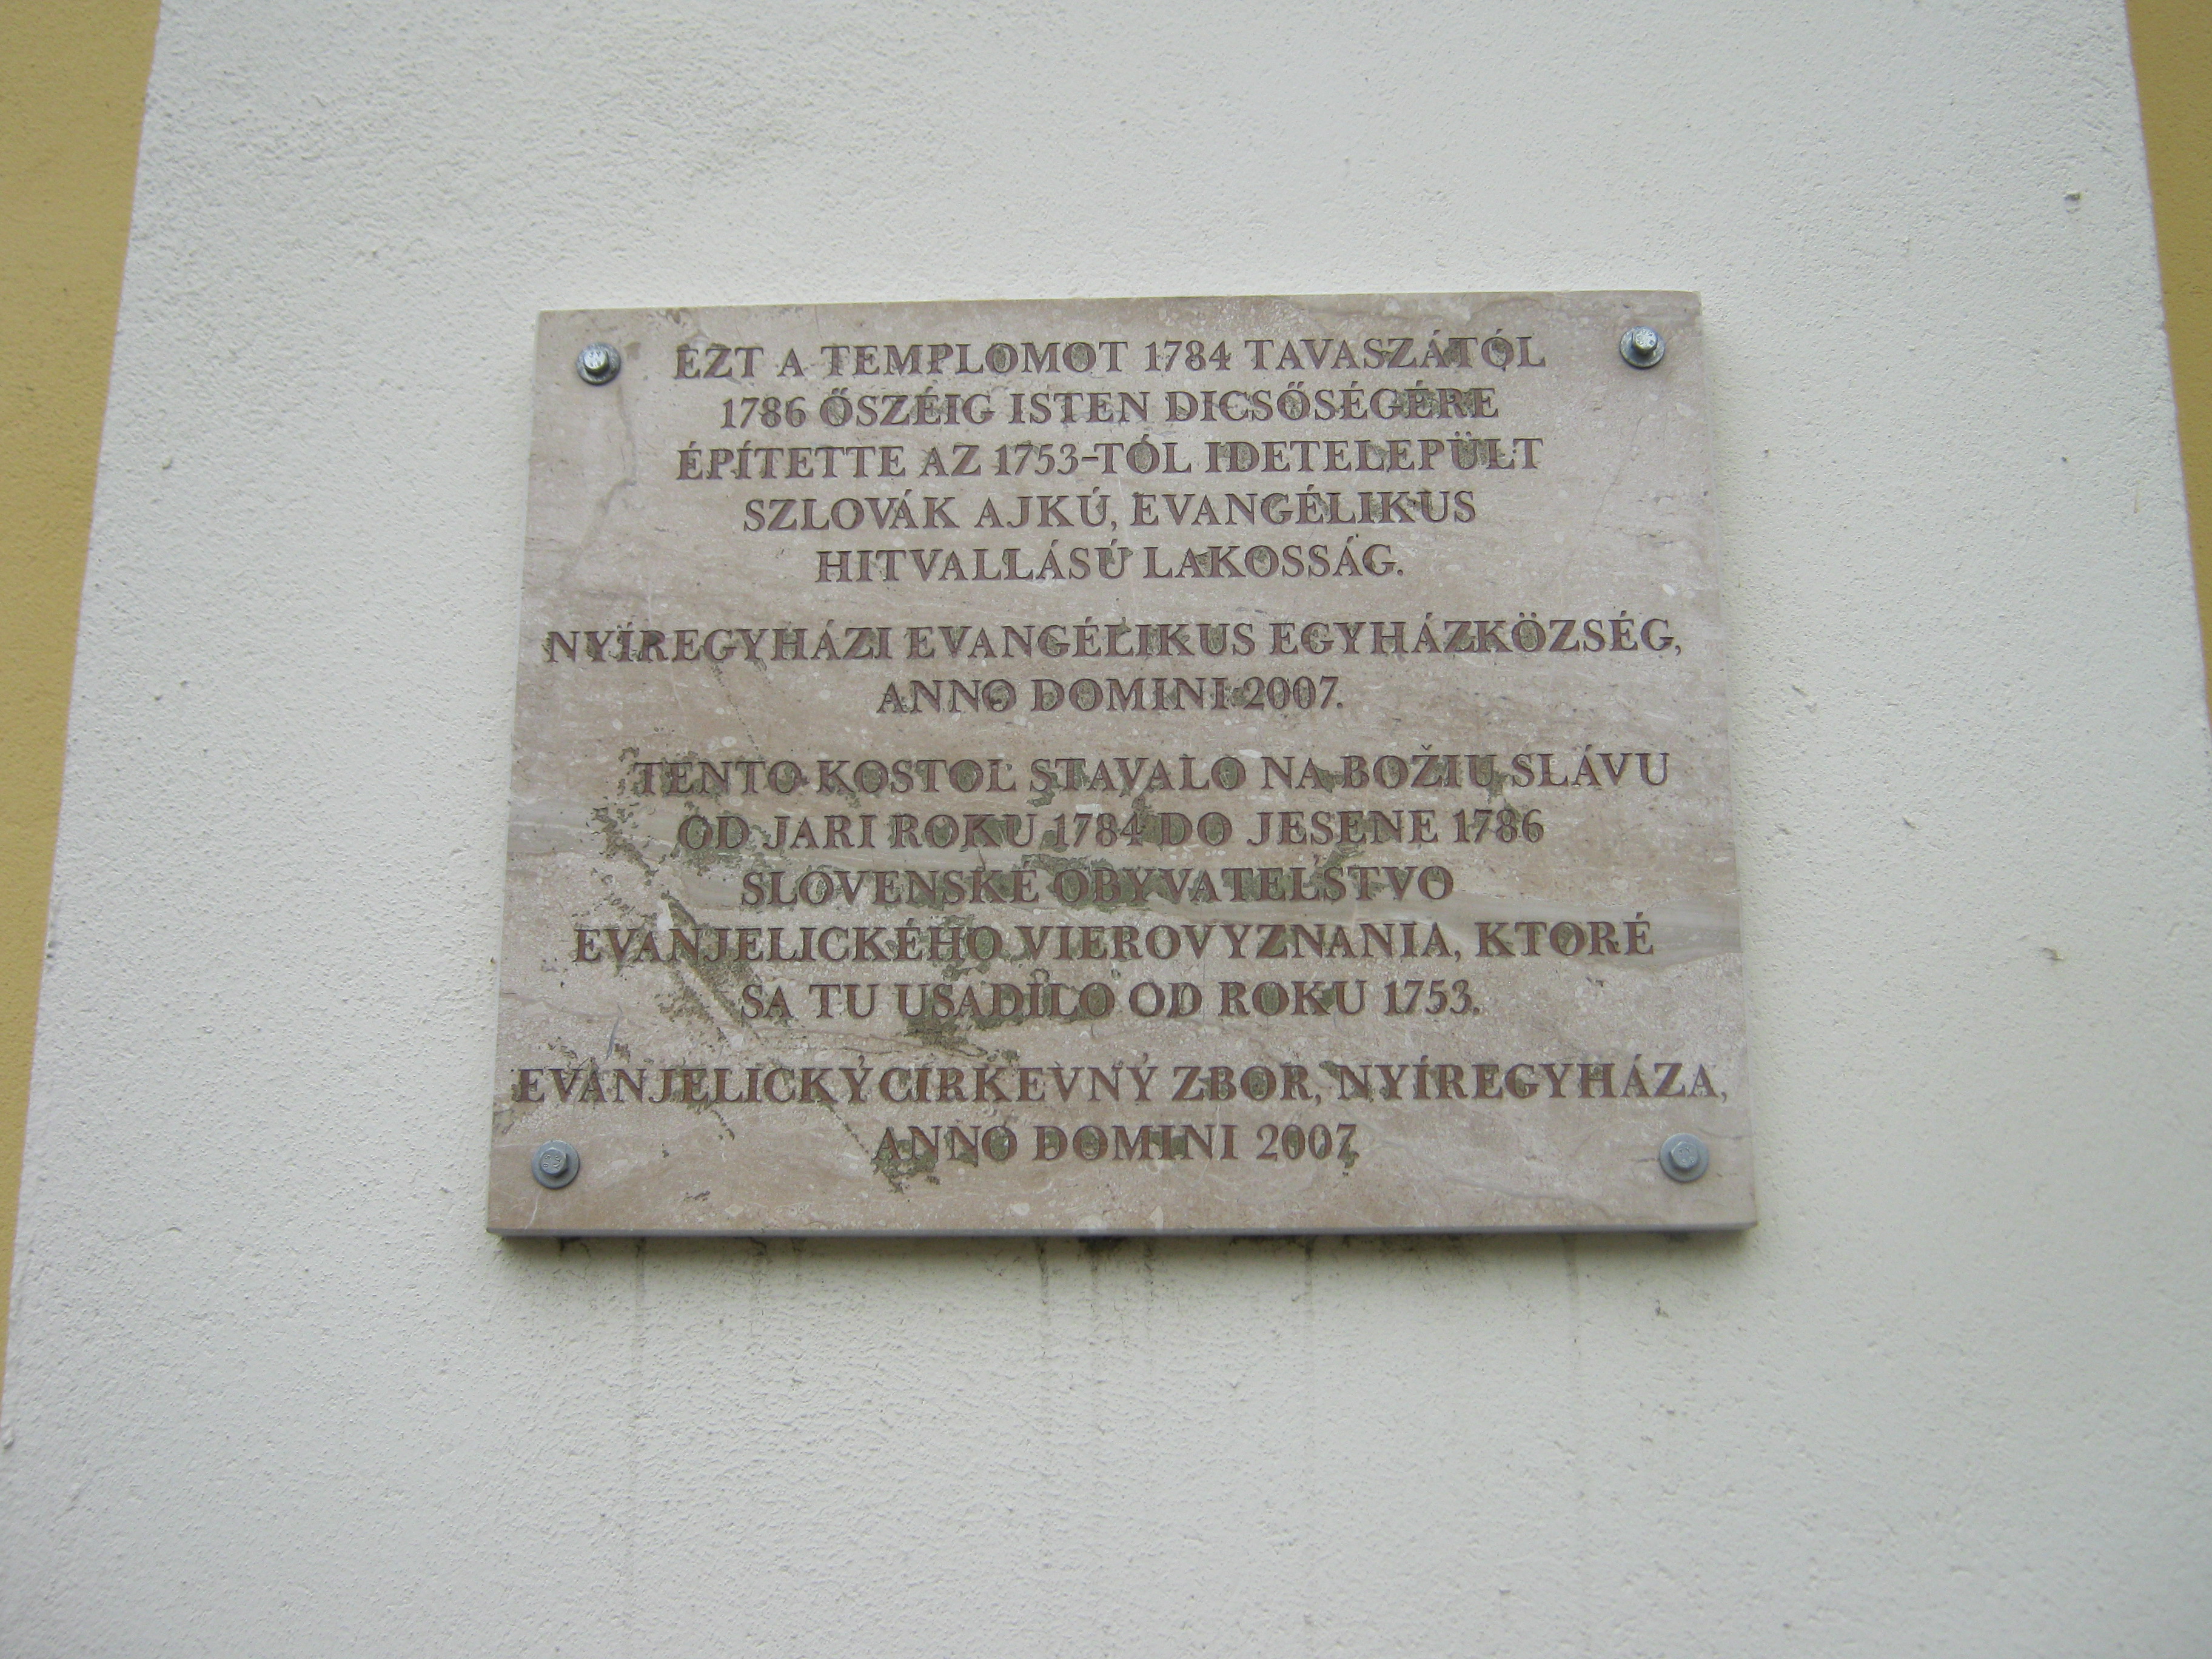 EZT A TEMPLOMOT 1784 TAVASZÁTÓL
1786 ŐSZÉIG ISTEN DICSŐSÉGÉRE
ÉPÍTETTE AZ 1753-TÓL IDETELEPÜLT
SZLOVÁK AJKÚ, EVANGÉLIKUS
HITVALLÁSÚ LAKOSSÁG.
NYÍREGYHÁZI EVANGÉLIKUS EGYHÁZKÖZSÉG,
ANNO DOMINI 2007.
TENTO KOSTOL STAVALO NA BOŽIU SLÁVU
OD JARI ROKU 1784 DO JESENE 1786
SLOVENSKÉ OBYVATELSTVO
EVANJELICKÉHO VIEROVYZNANIA, KTORÉ
SA TU USADILO OD ROKU 1753.
EVANJELICKÝ CIRKEVNÝ ZBOR, NYÍREGYHÁZA,
ANNO DOMINI 2007.